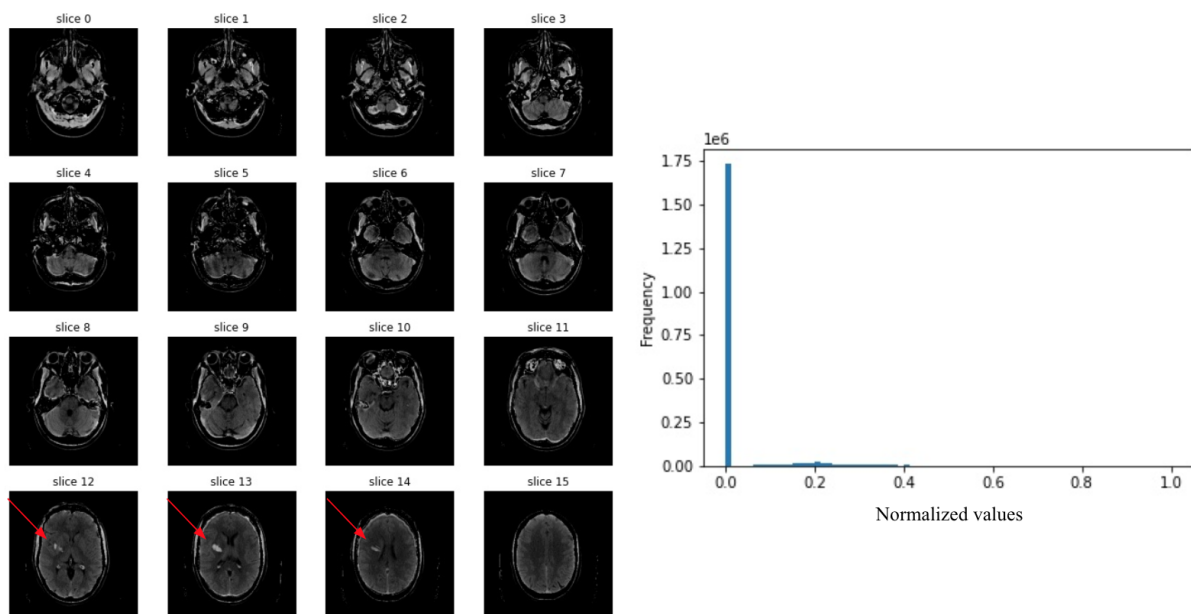 slice 0
slice 1
slice 2
slice 3
slice 4
slice 5
slice 6
slice 7
slice 8
slice 9
slice 10
slice 11
slice 12
slice 13
slice 14
slice 15
1e6
1.75
1.50
1.25
1.00
0.75
0.50
0.25
0.00
Frequency
0.0 0.2 0.4 0.6 0.8 1.0
Normalized values